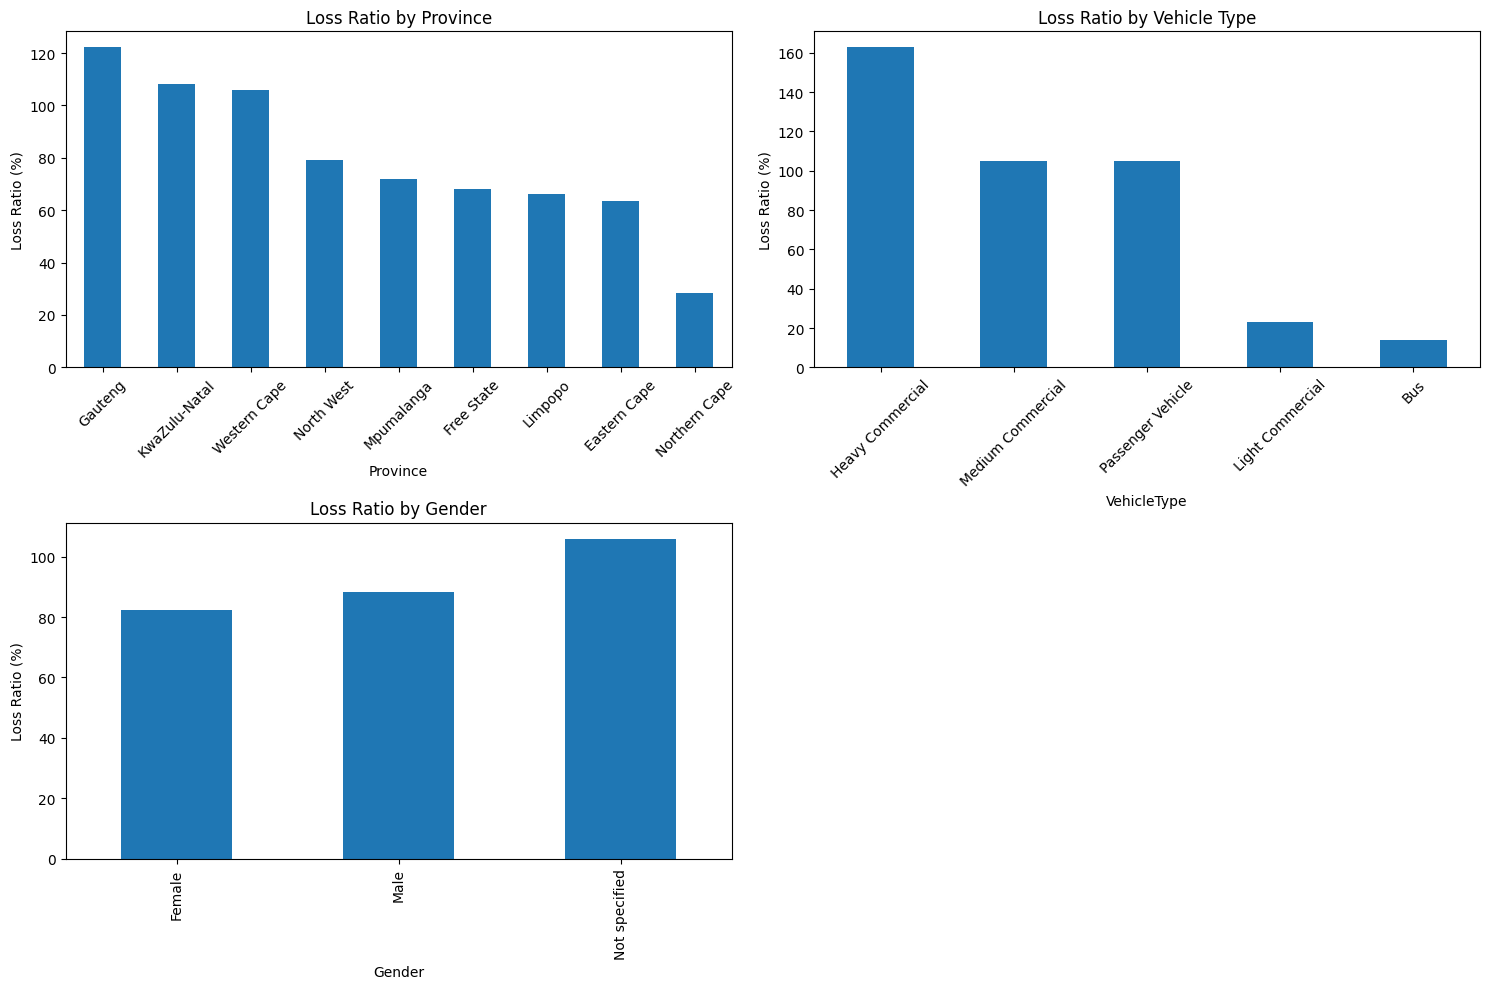 Loss Ratio by Province
Loss Ratio (%)
120
100
80
60
40
20
0
Gauteng
KwaZulu-Natal
Western Cape
North West
Mpumalanga
Free State
Limpopo
Eastern Cape
Northern Cape
Province
Loss Ratio by Vehicle Type
Loss Ratio (%)
160
140
120
100
80
60
40
20
0
Heavy Commercial
Medium Commercial
Passenger Vehicle
Light Commercial
Bus
VehicleType
Loss Ratio by Gender
Loss Ratio (%)
100
80
60
40
20
0
Female
Male
Not specified
Gender